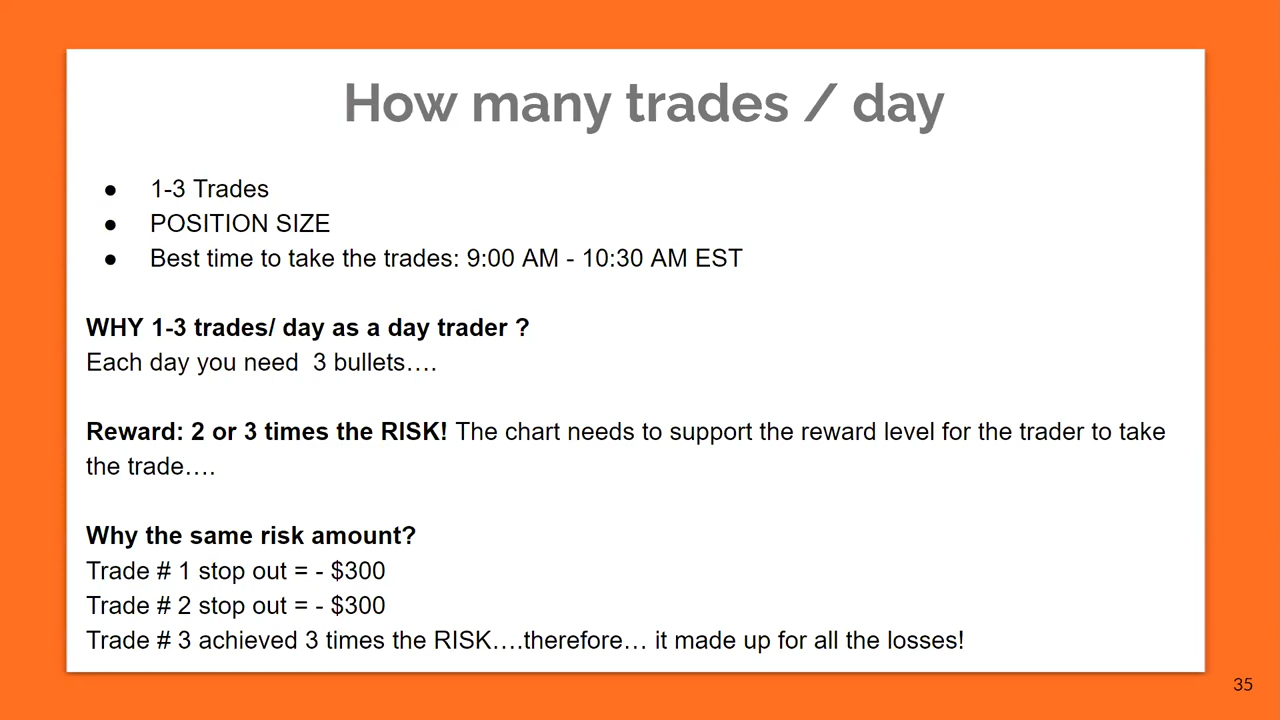 How many trades / day
● 1-3 Trades
● POSITION SIZE
● Best time to take the trades: 9:00 AM - 10:30 AM EST
WHY 1-3 trades/ day as a day trader ?
Each day you need  3 bullets….
Reward: 2 or 3 times the RISK! The chart needs to support the reward level for the trader to take
the trade….
Why the same risk amount?
Trade # 1 stop out = - $300
Trade # 2 stop out = - $300
Trade # 3 achieved 3 times the RISK….therefore… it made up for all the losses!
35